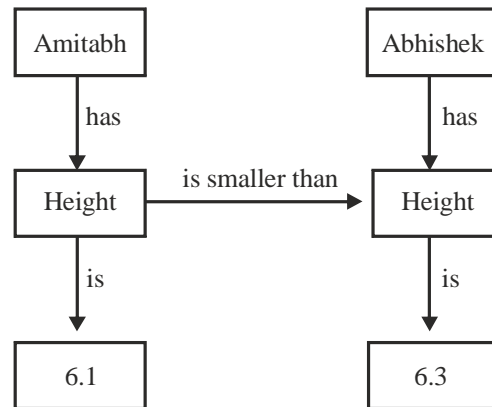 Amitabh
Abhishek
has
has
is smaller than
Height
Height
is
is
6.1
6.3